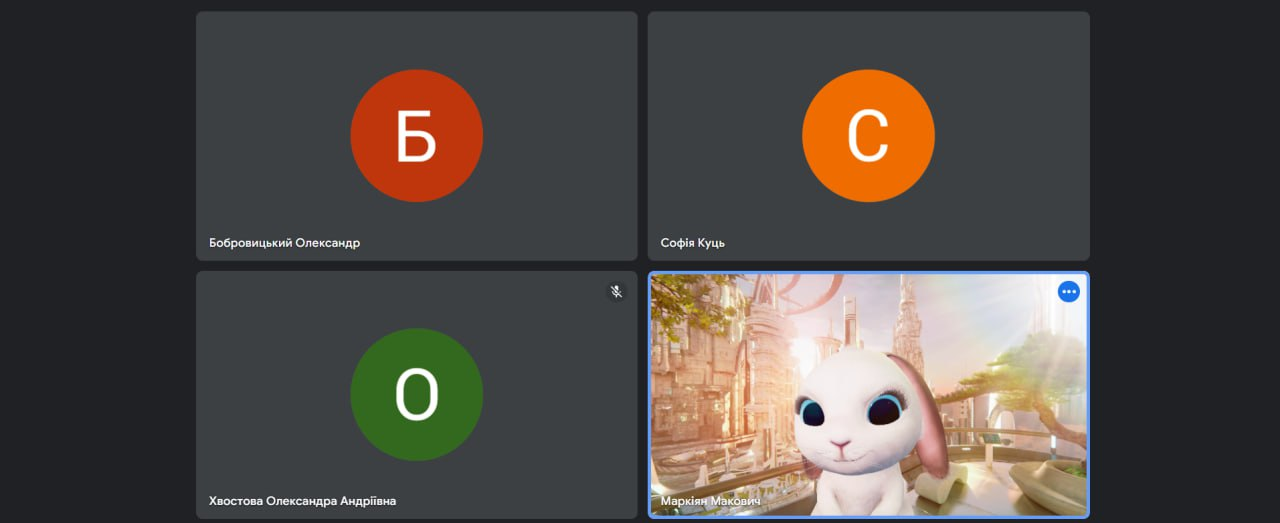 Б
Бобровицький Олександр
С
Софія Куць
О
Хвостова Олександра Андріївна
Маркіян Макович